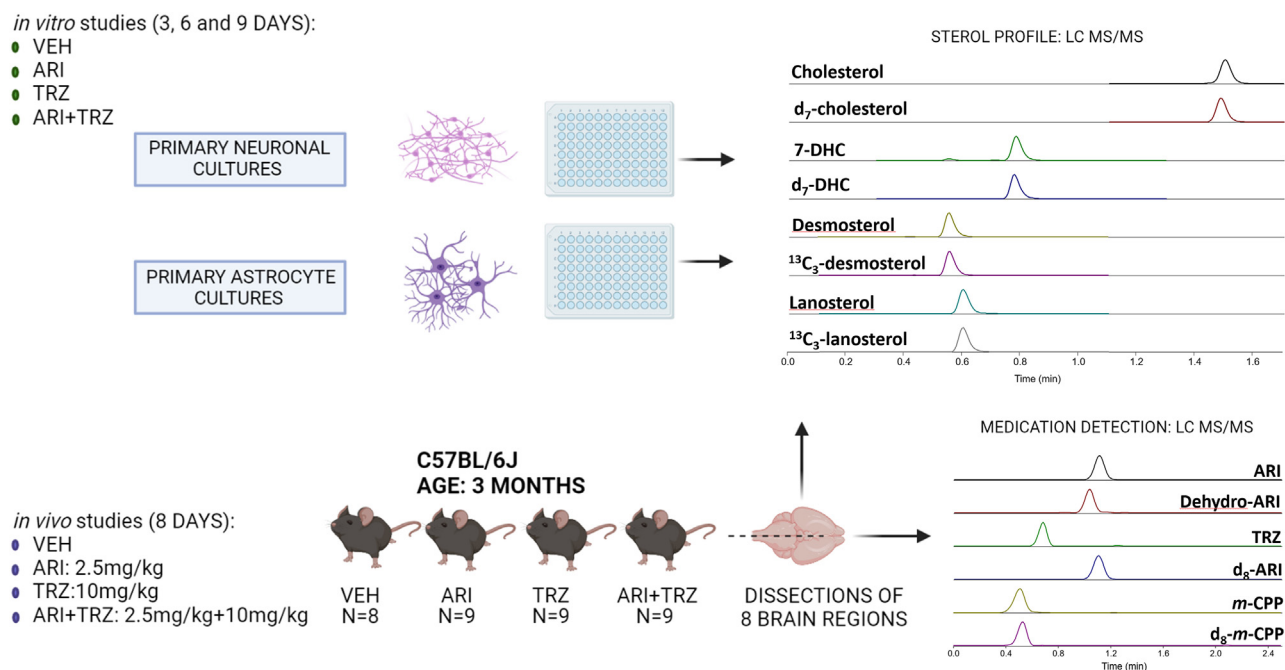 in vitro studies (3, 6 and 9 DAYS):
VEH
ARI
TRZ
ARI+TRZ
PRIMARY NEURONAL
CULTURES
PRIMARY ASTROCYTE
CULTURES
STEROL PROFILE: LC MS/MS
Cholesterol
d₇-cholesterol
7-DHC
d₇-DHC
Desmosterol
¹³C₃-desmosterol
Lanosterol
¹³C₃-lanosterol
0.0 0.2 0.4 0.6 0.8 1.0 1.2 1.4 1.6
Time (min)
in vivo studies (8 DAYS):
VEH
ARI: 2.5mg/kg
TRZ:10mg/kg
ARI+TRZ: 2.5mg/kg+10mg/kg
C57BL/6J
AGE: 3 MONTHS
VEH ARI TRZ ARI+TRZ
N=8 N=9 N=9 N=9
DISSECTIONS OF
8 BRAIN REGIONS
MEDICATION DETECTION: LC MS/MS
ARI
Dehydro-ARI
TRZ
d₈-ARI
m-CPP
d₈-m-CPP
0.0 0.4 0.8 1.2 1.6 2.0 2.4
Time (min)